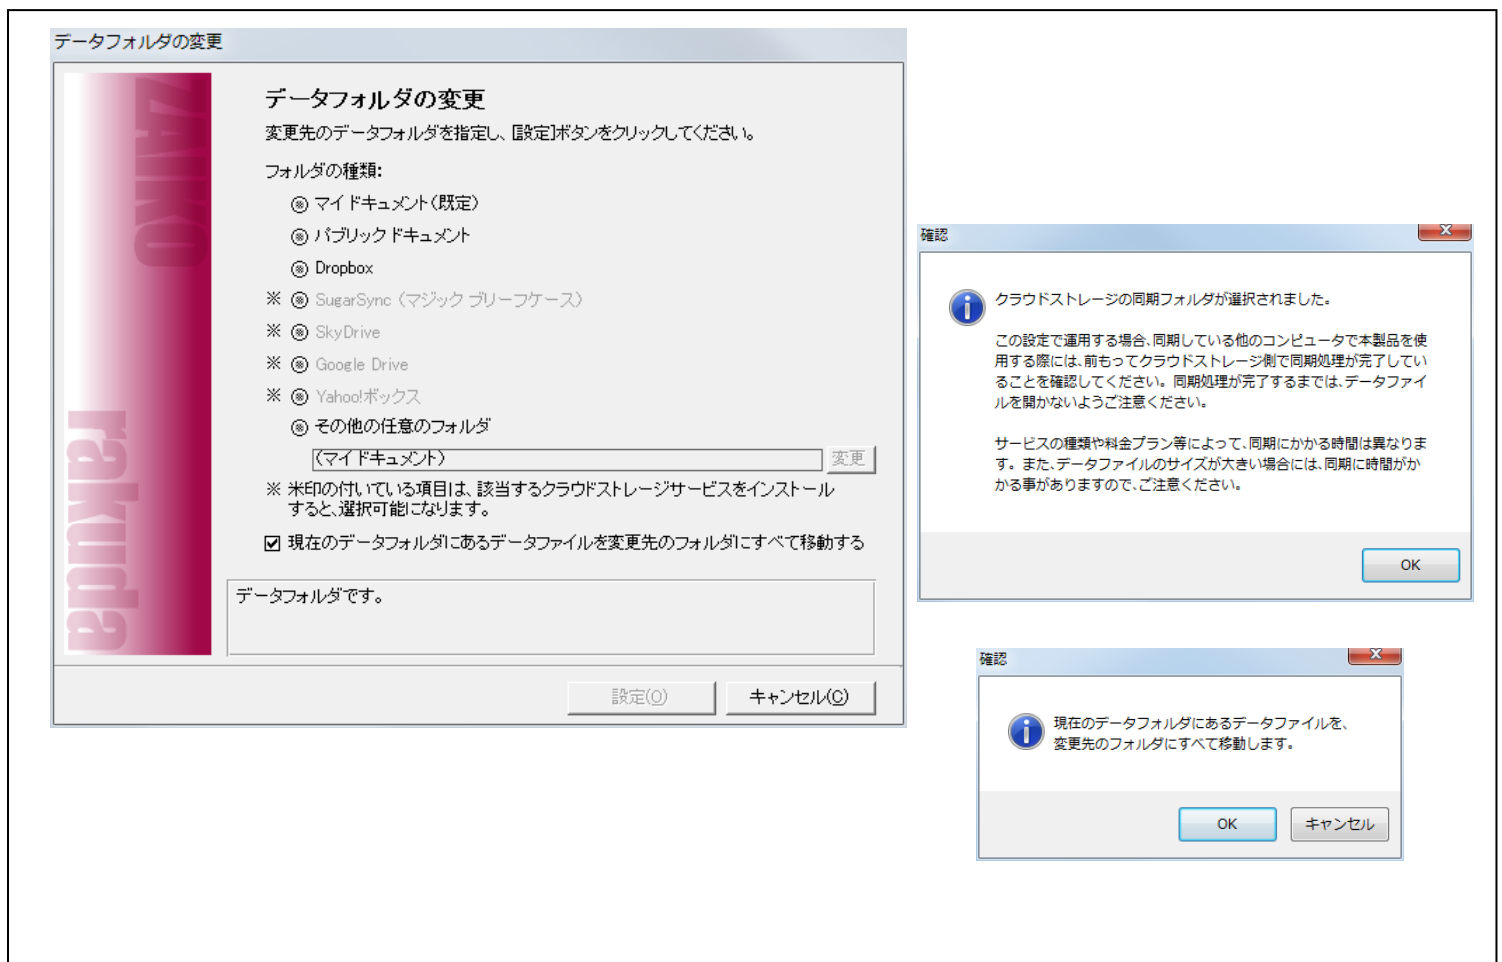 データフォルダの変更
ZAIKO
rakuda
データフォルダの変更
変更先のデータフォルダを指定し、[設定]ボタンをクリックしてください。
フォルダの種類:
マイ ドキュメント(既定)
パブリック ドキュメント
Dropbox
※ SugarSync (マジック ブリーフケース)
※ SkyDrive
※ Google Drive
※ Yahoo!ボックス
その他の任意のフォルダ
(マイ ドキュメント) 変更
※ 米印の付いている項目は、該当するクラウドストレージサービスをインストール
すると、選択可能になります。
現在のデータフォルダにあるデータファイルを変更先のフォルダにすべて移動する
データフォルダです。
設定(O) キャンセル(C)
確認
クラウドストレージの同期フォルダが選択されました。
この設定で運用する場合、同期している他のコンピュータで本製品を使
用する際には、前もってクラウドストレージ側で同期処理が完了してい
ることを確認してください。同期処理が完了するまでは、データファイ
ルを開かないようご注意ください。
サービスの種類や料金プラン等によって、同期にかかる時間は異なりま
す。また、データファイルのサイズが大きい場合には、同期に時間がか
かる事がありますので、ご注意ください。
OK
確認
現在のデータフォルダにあるデータファイルを、
変更先のフォルダにすべて移動します。
OK キャンセル